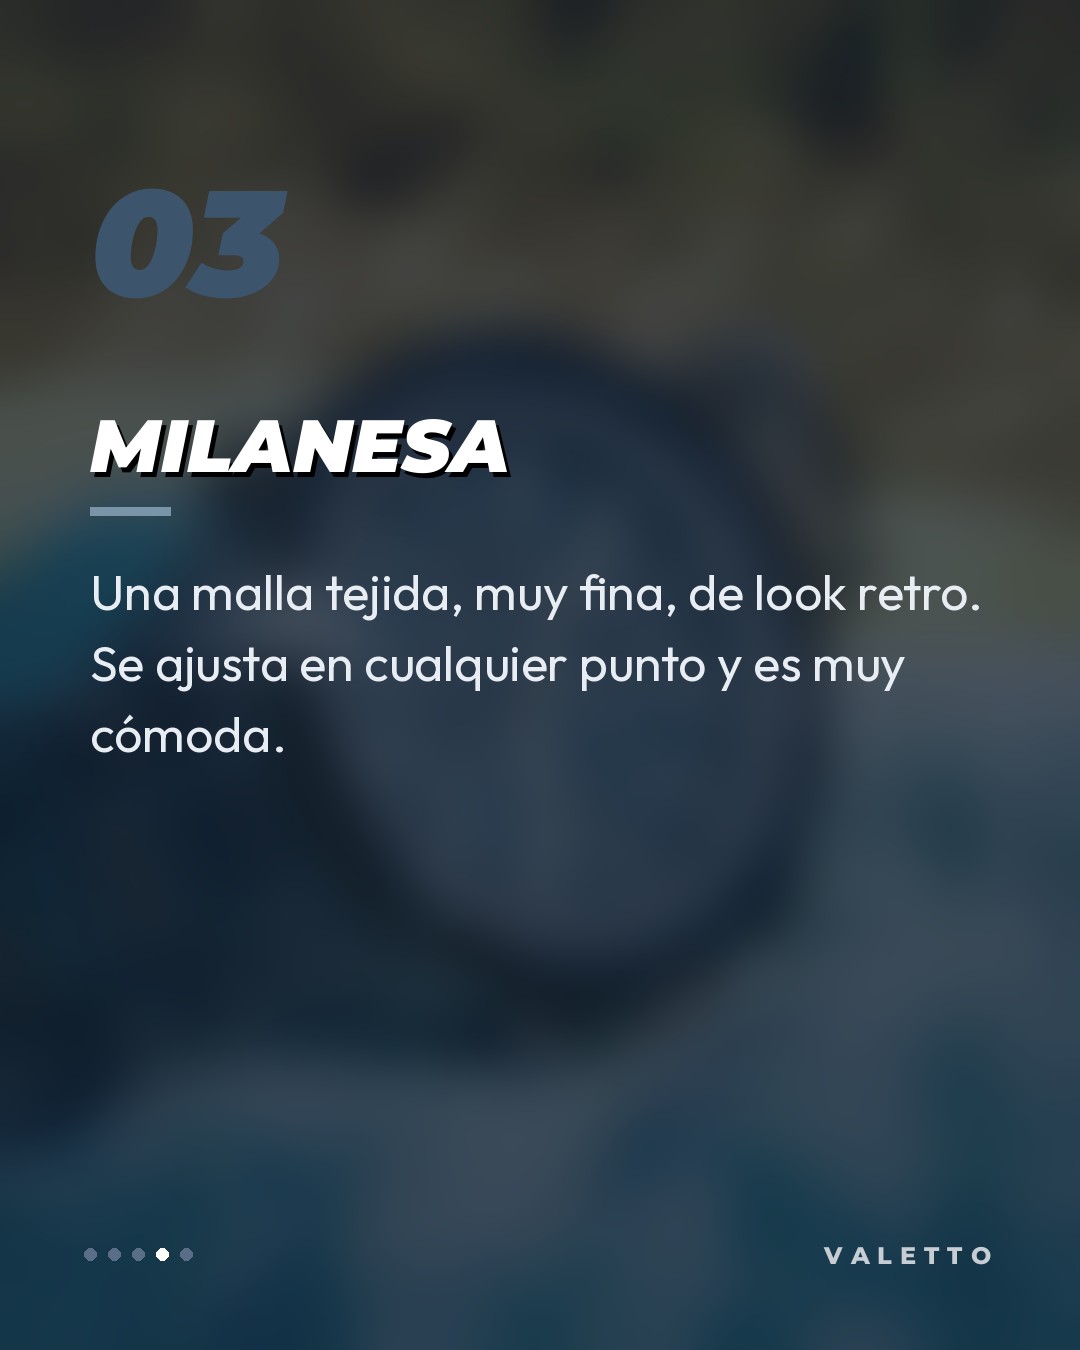 03
MILANESA
Una malla tejida, muy fina, de look retro.
Se ajusta en cualquier punto y es muy
cómoda.
VALETTO